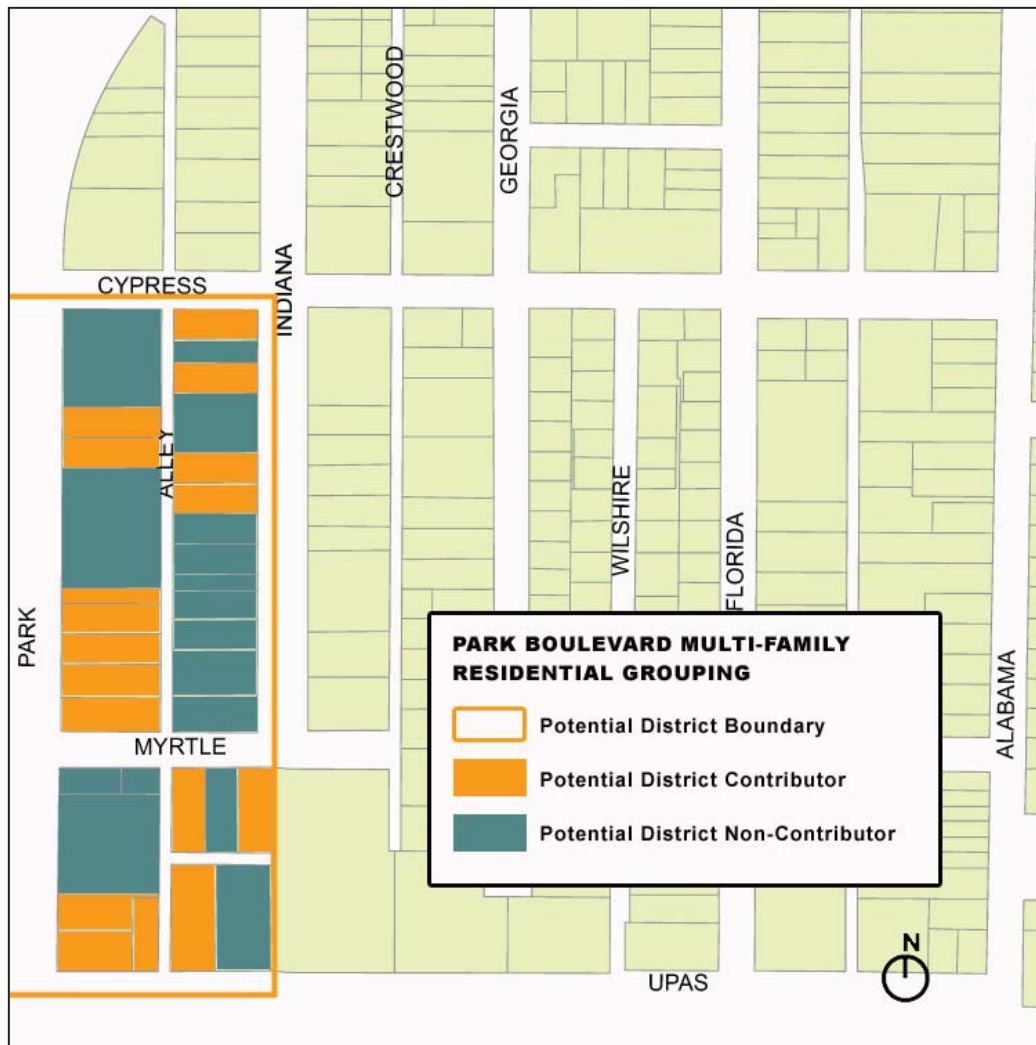 CRESTWOOD
GEORGIA
INDIANA
CYPRESS
ALLEY
WILSHIRE
FLORIDA
PARK
ALABAMA
MYRTLE
PARK BOULEVARD MULTI-FAMILY
RESIDENTIAL GROUPING
Potential District Boundary
Potential District Contributor
Potential District Non-Contributor
N
UPAS